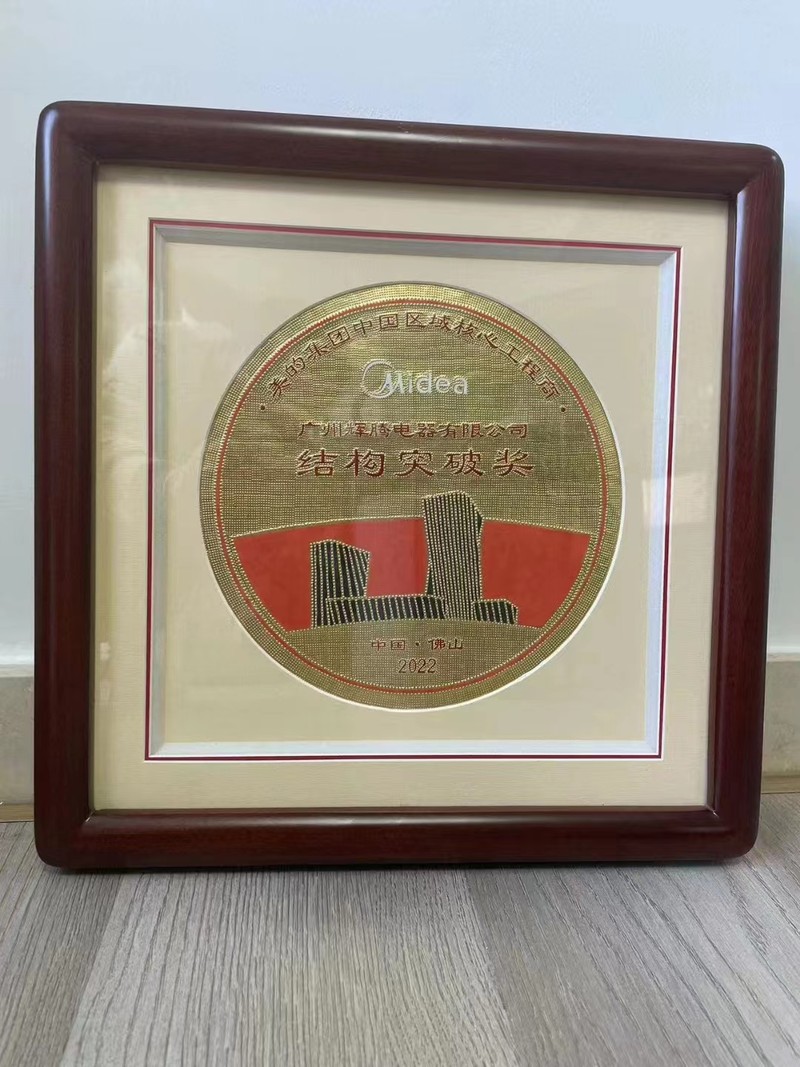 美的集团中国区域核心工程商
Midea
广州辉腾电器有限公司
结构突破奖
中国·佛山
2022